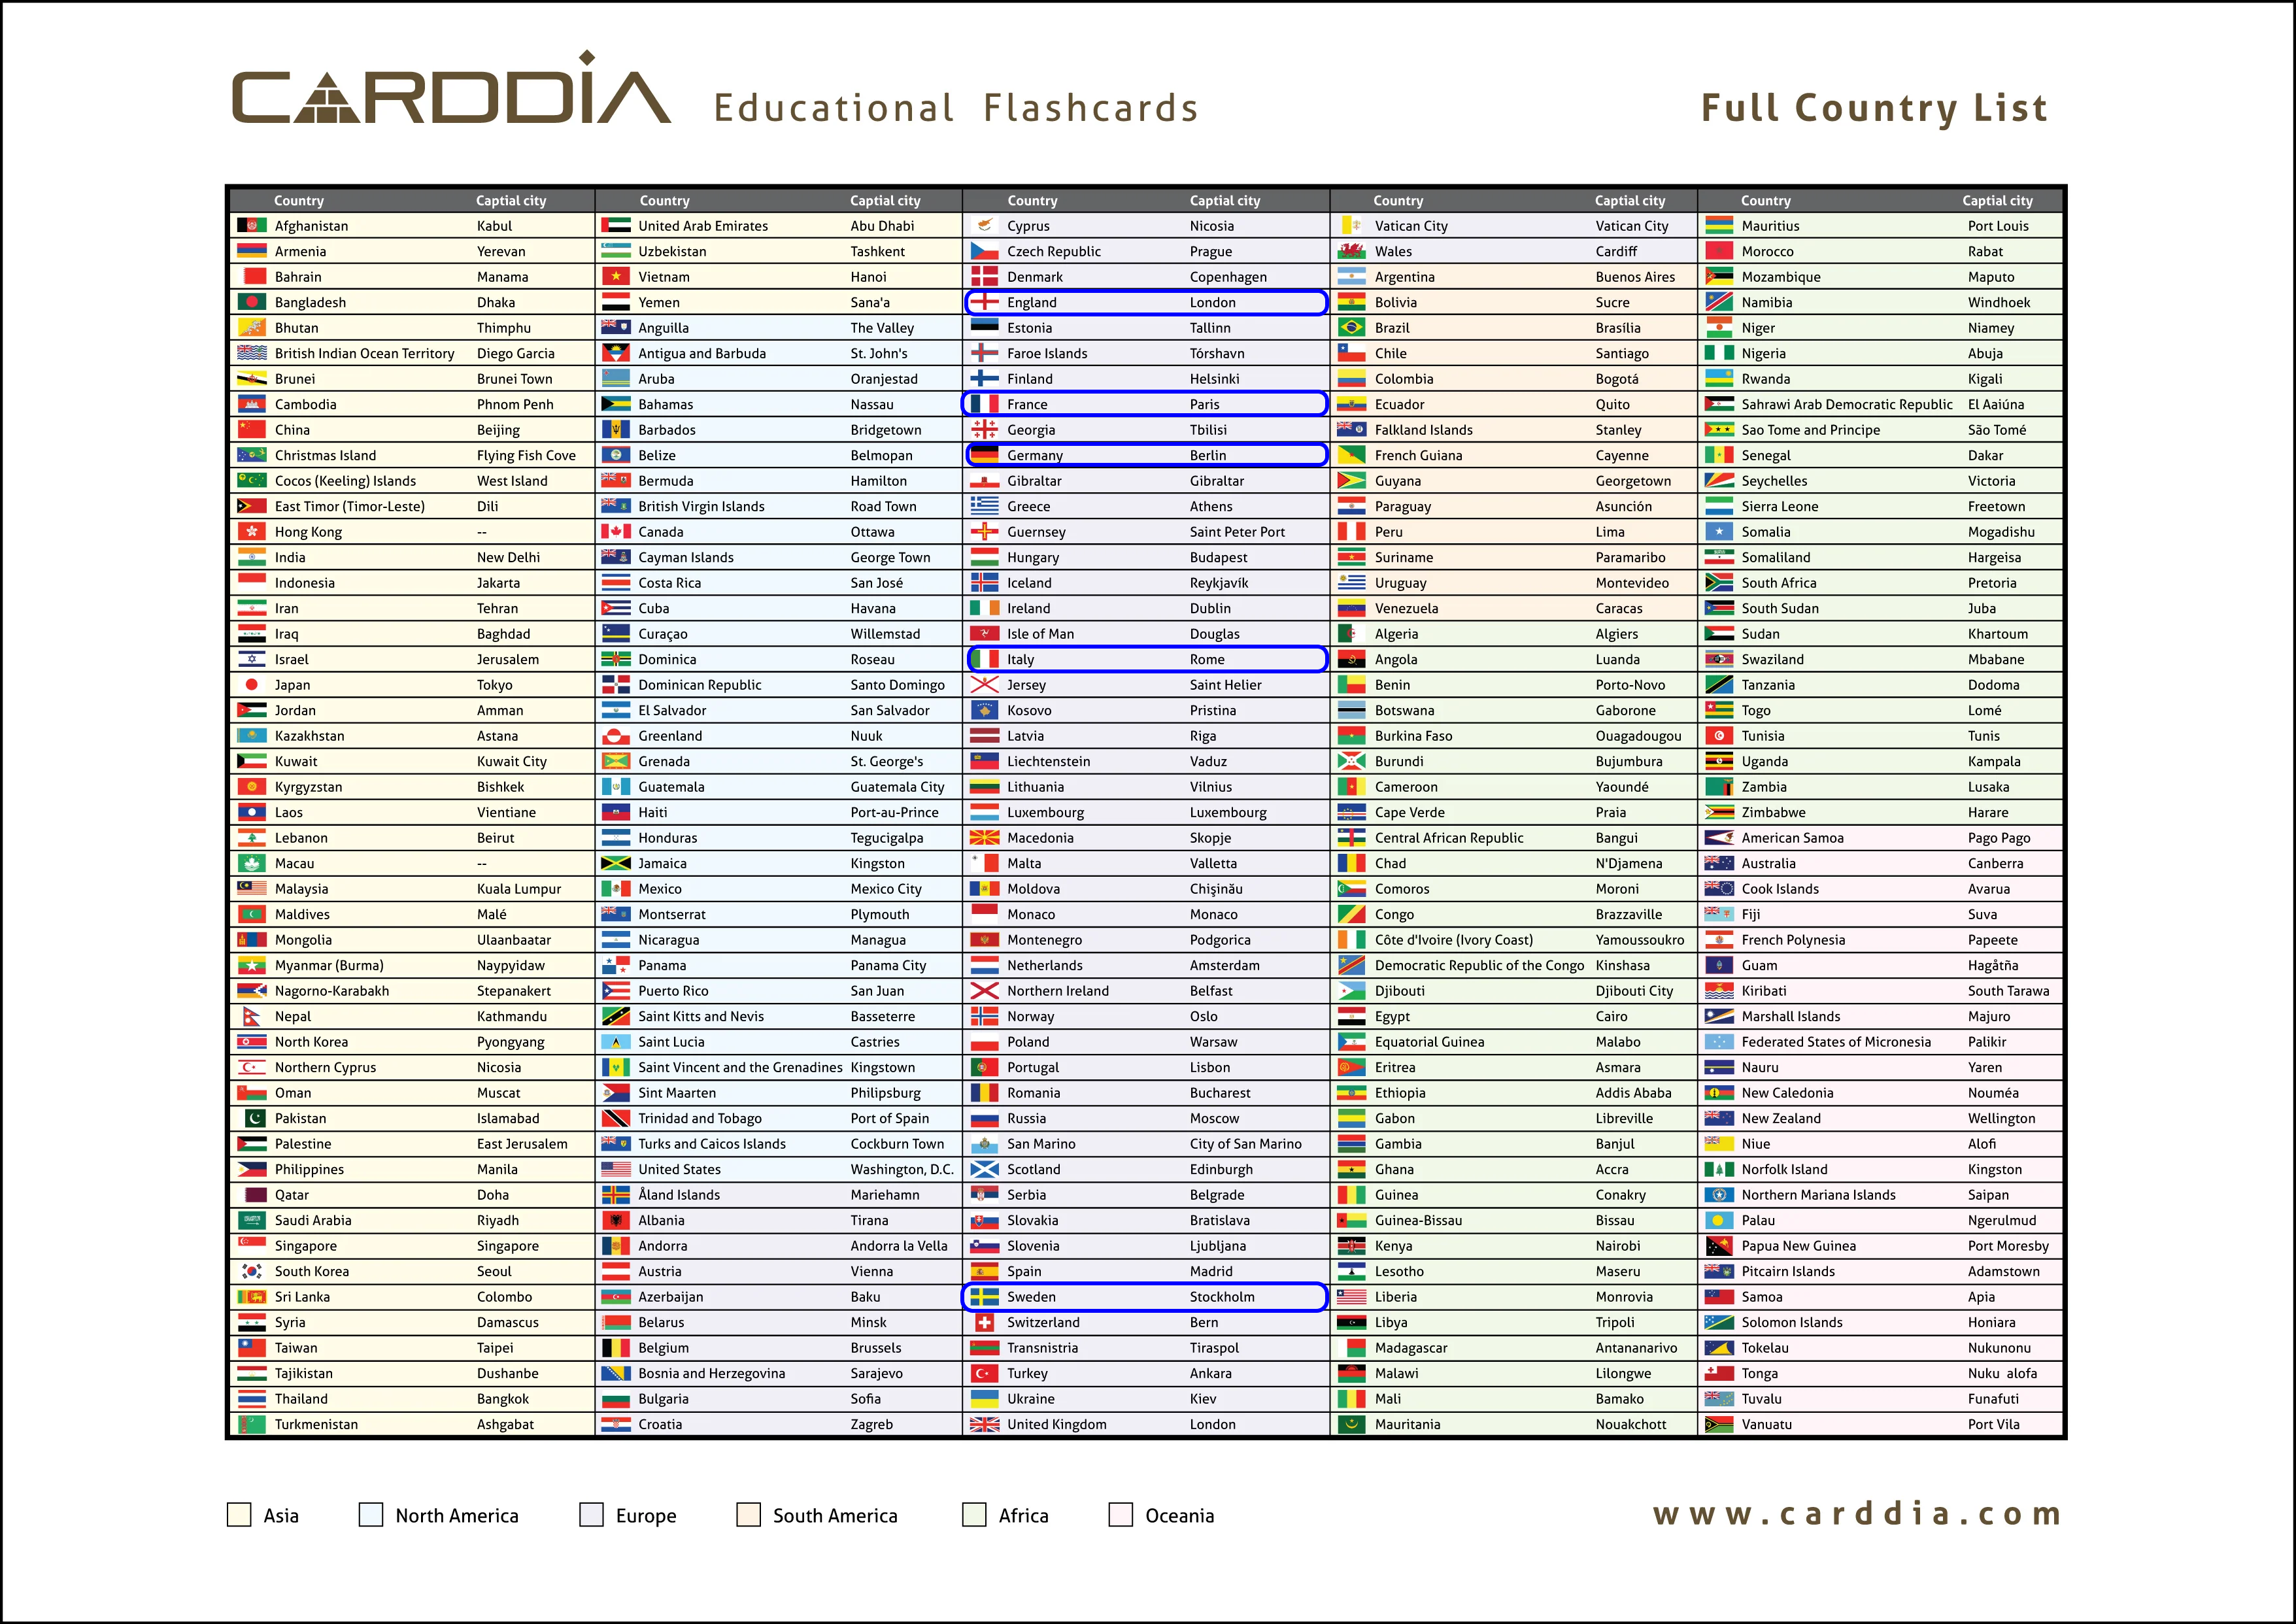 CARDDIA Educational Flashcards Full Country List
Country Captial city Country Captial city Country Captial city Country Captial city Country Captial city
Afghanistan Kabul United Arab Emirates Abu Dhabi Cyprus Nicosia Vatican City Vatican City Mauritius Port Louis
Armenia Yerevan Uzbekistan Tashkent Czech Republic Prague Wales Cardiff Morocco Rabat
Bahrain Manama Vietnam Hanoi Denmark Copenhagen Argentina Buenos Aires Mozambique Maputo
Bangladesh Dhaka Yemen Sana'a England London Bolivia Sucre Namibia Windhoek
Bhutan Thimphu Anguilla The Valley Estonia Tallinn Brazil Brasilia Niger Niamey
British Indian Ocean Territory Diego Garcia Antigua and Barbuda St. John's Faroe Islands Tórshavn Chile Santiago Nigeria Abuja
Brunei Brunei Town Aruba Oranjestad Finland Helsinki Colombia Bogotá Rwanda Kigali
Cambodia Phnom Penh Bahamas Nassau France Paris Ecuador Quito Sahrawi Arab Democratic Republic El Aaiúna
China Beijing Barbados Bridgetown Georgia Tbilisi Falkland Islands Stanley Sao Tome and Principe São Tomé
Christmas Island Flying Fish Cove Belize Belmopan Germany Berlin French Guiana Cayenne Senegal Dakar
Cocos (Keeling) Islands West Island Bermuda Hamilton Gibraltar Gibraltar Guyana Georgetown Seychelles Victoria
East Timor (Timor-Leste) Dili British Virgin Islands Road Town Greece Athens Paraguay Asunción Sierra Leone Freetown
Hong Kong -- Canada Ottawa Guernsey Saint Peter Port Peru Lima Somalia Mogadishu
India New Delhi Cayman Islands George Town Hungary Budapest Suriname Paramaribo Somaliland Hargeisa
Indonesia Jakarta Costa Rica San José Iceland Reykjavík Uruguay Montevideo South Africa Pretoria
Iran Tehran Cuba Havana Ireland Dublin Venezuela Caracas South Sudan Juba
Iraq Baghdad Curaçao Willemstad Isle of Man Douglas Algeria Algiers Sudan Khartoum
Israel Jerusalem Dominica Roseau Italy Rome Angola Luanda Swaziland Mbabane
Japan Tokyo Dominican Republic Santo Domingo Jersey Saint Helier Benin Porto-Novo Tanzania Dodoma
Jordan Amman El Salvador San Salvador Kosovo Pristina Botswana Gaborone Togo Lomé
Kazakhstan Astana Greenland Nuuk Latvia Riga Burkina Faso Ouagadougou Tunisia Tunis
Kuwait Kuwait City Grenada St. George's Liechtenstein Vaduz Burundi Bujumbura Uganda Kampala
Kyrgyzstan Bishkek Guatemala Guatemala City Lithuania Vilnius Cameroon Yaoundé Zambia Lusaka
Laos Vientiane Haiti Port-au-Prince Luxembourg Luxembourg Cape Verde Praia Zimbabwe Harare
Lebanon Beirut Honduras Tegucigalpa Macedonia Skopje Central African Republic Bangui American Samoa Pago Pago
Macau -- Jamaica Kingston Malta Valletta Chad N'Djamena Australia Canberra
Malaysia Kuala Lumpur Mexico Mexico City Moldova Chişinău Comoros Moroni Cook Islands Avarua
Maldives Malé Montserrat Plymouth Monaco Monaco Congo Brazzaville Fiji Suva
Mongolia Ulaanbaatar Nicaragua Managua Montenegro Podgorica Côte d'Ivoire (Ivory Coast) Yamoussoukro French Polynesia Papeete
Myanmar (Burma) Naypyidaw Panama Panama City Netherlands Amsterdam Democratic Republic of the Congo Kinshasa Guam Hagåtña
Nagorno-Karabakh Stepanakert Puerto Rico San Juan Northern Ireland Belfast Djibouti Djibouti City Kiribati South Tarawa
Nepal Kathmandu Saint Kitts and Nevis Basseterre Norway Oslo Egypt Cairo Marshall Islands Majuro
North Korea Pyongyang Saint Lucia Castries Poland Warsaw Equatorial Guinea Malabo Federated States of Micronesia Palikir
Northern Cyprus Nicosia Saint Vincent and the Grenadines Kingstown Portugal Lisbon Eritrea Asmara Nauru Yaren
Oman Muscat Sint Maarten Philipsburg Romania Bucharest Ethiopia Addis Ababa New Caledonia Nouméa
Pakistan Islamabad Trinidad and Tobago Port of Spain Russia Moscow Gabon Libreville New Zealand Wellington
Palestine East Jerusalem Turks and Caicos Islands Cockburn Town San Marino City of San Marino Gambia Banjul Niue Alofi
Philippines Manila United States Washington, D.C. Scotland Edinburgh Ghana Accra Norfolk Island Kingston
Qatar Doha Åland Islands Mariehamn Serbia Belgrade Guinea Conakry Northern Mariana Islands Saipan
Saudi Arabia Riyadh Albania Tirana Slovakia Bratislava Guinea-Bissau Bissau Palau Ngerulmud
Singapore Singapore Andorra Andorra la Vella Slovenia Ljubljana Kenya Nairobi Papua New Guinea Port Moresby
South Korea Seoul Austria Vienna Spain Madrid Lesotho Maseru Pitcairn Islands Adamstown
Sri Lanka Colombo Azerbaijan Baku Sweden Stockholm Liberia Monrovia Samoa Apia
Syria Damascus Belarus Minsk Switzerland Bern Libya Tripoli Solomon Islands Honiara
Taiwan Taipei Belgium Brussels Transnistria Tiraspol Madagascar Antananarivo Tokelau Nukunonu
Tajikistan Dushanbe Bosnia and Herzegovina Sarajevo Turkey Ankara Malawi Lilongwe Tonga Nuku alofa
Thailand Bangkok Bulgaria Sofia Ukraine Kiev Mali Bamako Tuvalu Funafuti
Turkmenistan Ashgabat Croatia Zagreb United Kingdom London Mauritania Nouakchott Vanuatu Port Vila
Asia North America Europe South America Africa Oceania www.carddia.com